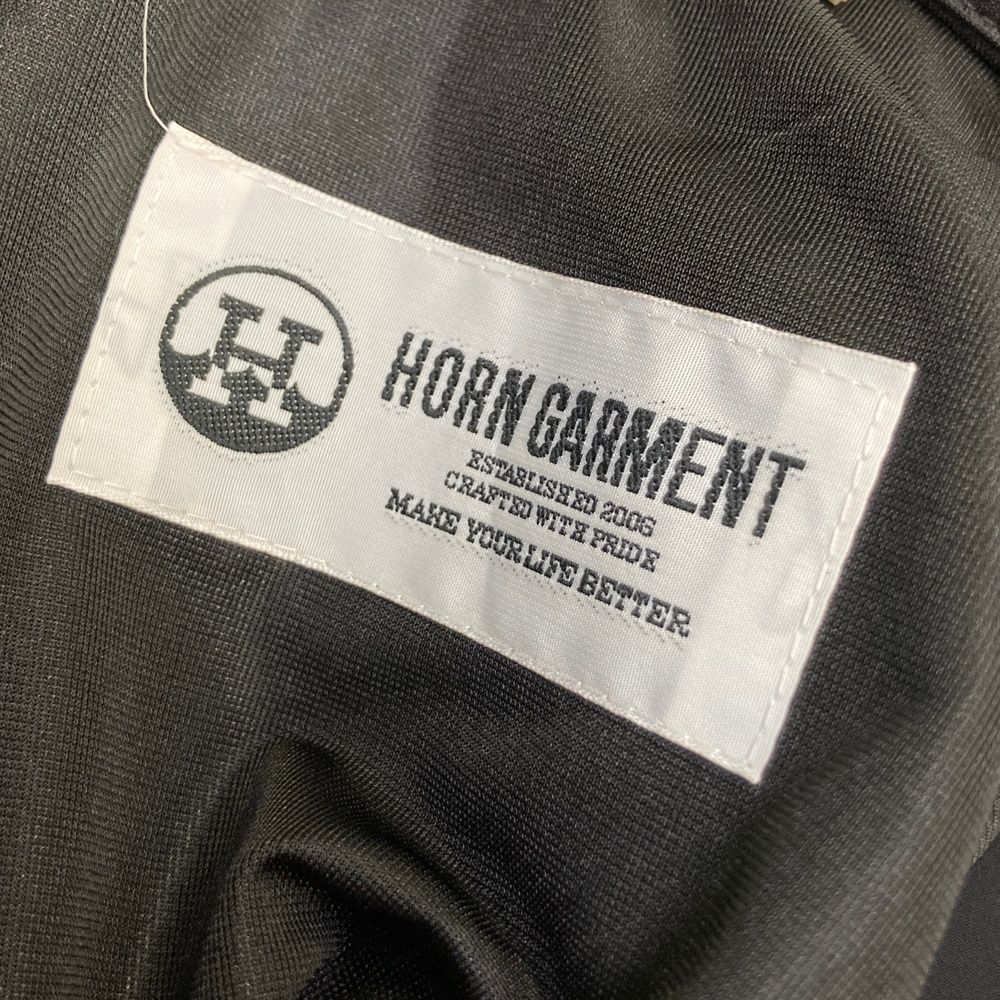 H
HORN GARMENT
ESTABLISHED 2006
CRAFTED WITH PRIDE
MAKE YOUR LIFE BETTER